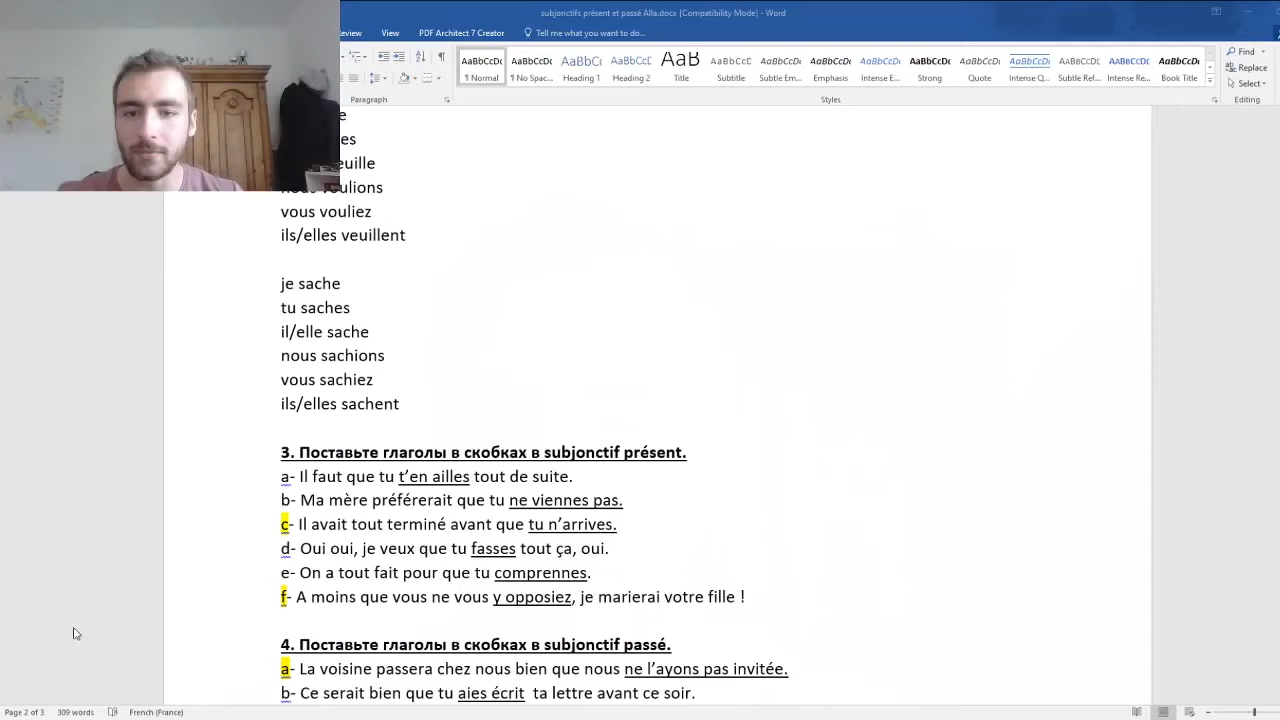 subjonctifs présent et passé Alla.docx [Compatibility Mode] - Word
View PDF Architect 7 Creator Tell me what you want to do...
AaBbCcDc AaBbCcDc AaBbCc AaBbCcD AaB AaBbCcD AaBbCcDc AaBbCcDc AaBbCcDc AaBbCcDc AaBbCcDc AaBbCcDc AaBbCcDc AaBbCcDc AaBbCcDc
¶ Normal ¶ No Spac... Heading 1 Heading 2 Title Subtitle Subtle Em... Emphasis Intense E... Strong Quote Intense Q... Subtle Ref... Intense Re... Book Title
Find
Replace
Select
Paragraph Styles Editing
vous vouliez
ils/elles veuillent
je sache
tu saches
il/elle sache
nous sachions
vous sachiez
ils/elles sachent
3. Поставьте глаголы в скобках в subjonctif présent.
a- Il faut que tu t’en ailles tout de suite.
b- Ma mère préférerait que tu ne viennes pas.
c- Il avait tout terminé avant que tu n’arrives.
d- Oui oui, je veux que tu fasses tout ça, oui.
e- On a tout fait pour que tu comprennes.
f- A moins que vous ne vous y opposiez, je marierai votre fille !
4. Поставьте глаголы в скобках в subjonctif passé.
a- La voisine passera chez nous bien que nous ne l’ayons pas invitée.
b- Ce serait bien que tu aies écrit ta lettre avant ce soir.
Page 2 of 3 309 words French (France)